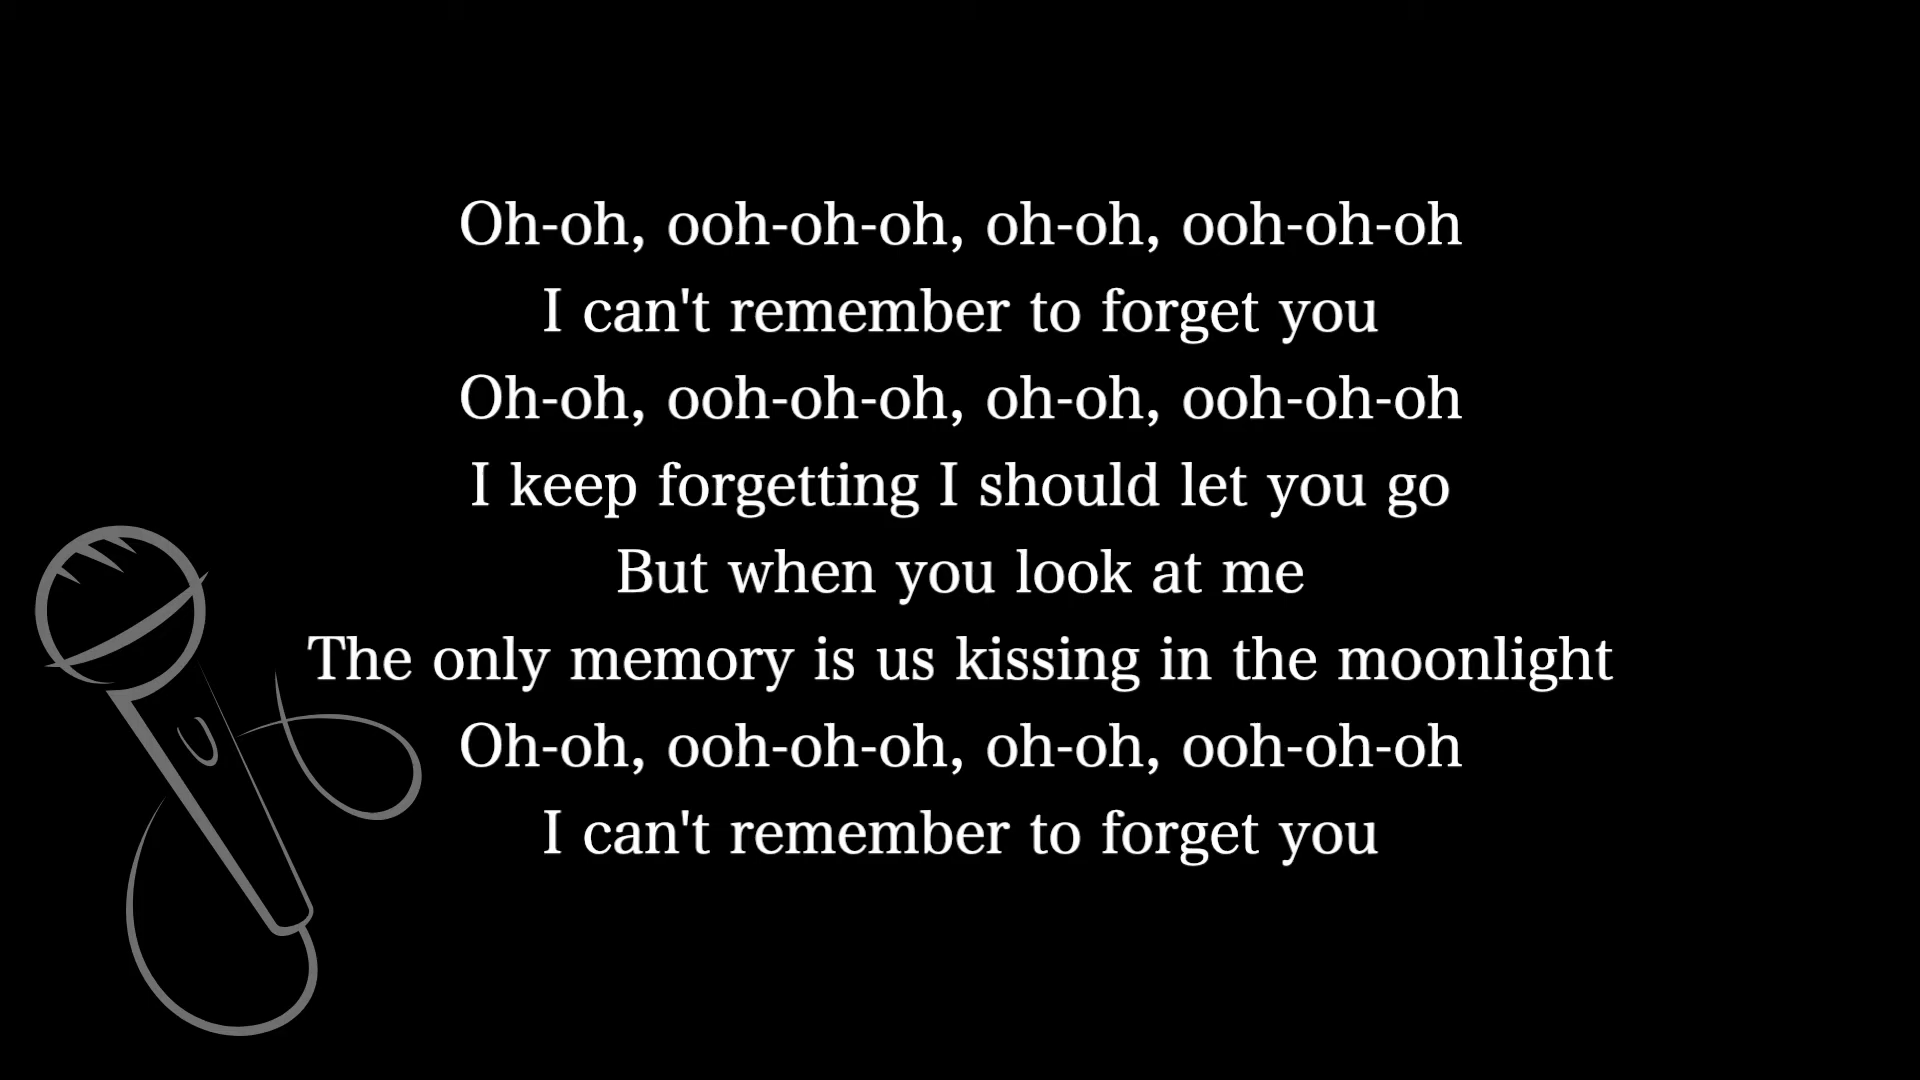 Oh-oh, ooh-oh-oh, oh-oh, ooh-oh-oh
I can't remember to forget you
Oh-oh, ooh-oh-oh, oh-oh, ooh-oh-oh
I keep forgetting I should let you go
But when you look at me
The only memory is us kissing in the moonlight
Oh-oh, ooh-oh-oh, oh-oh, ooh-oh-oh
I can't remember to forget you